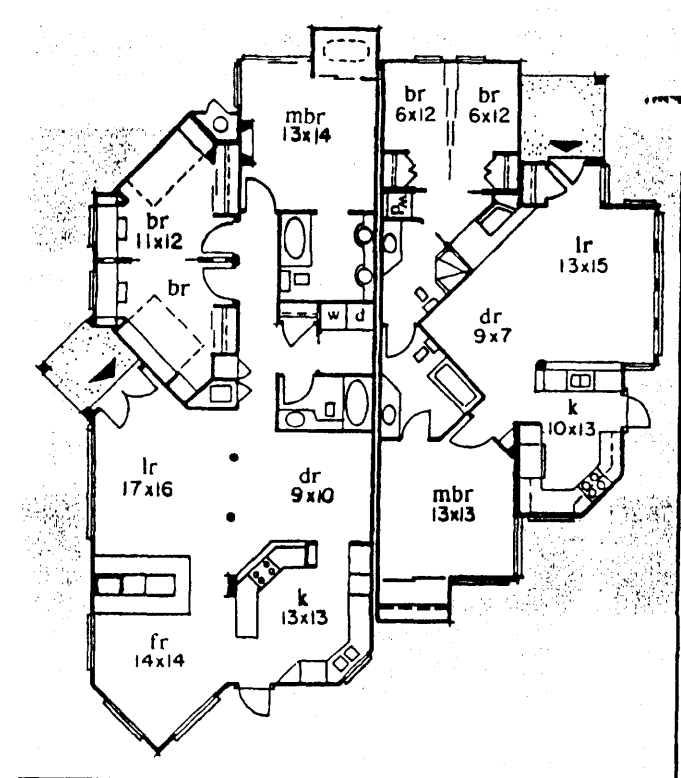 mbr
13x14
br
6x12
br
6x12
br
11x12
br
lr
13x15
w d
dr
9x7
k
10x13
lr
17x16
dr
9x10
mbr
13x13
k
13x13
fr
14x14